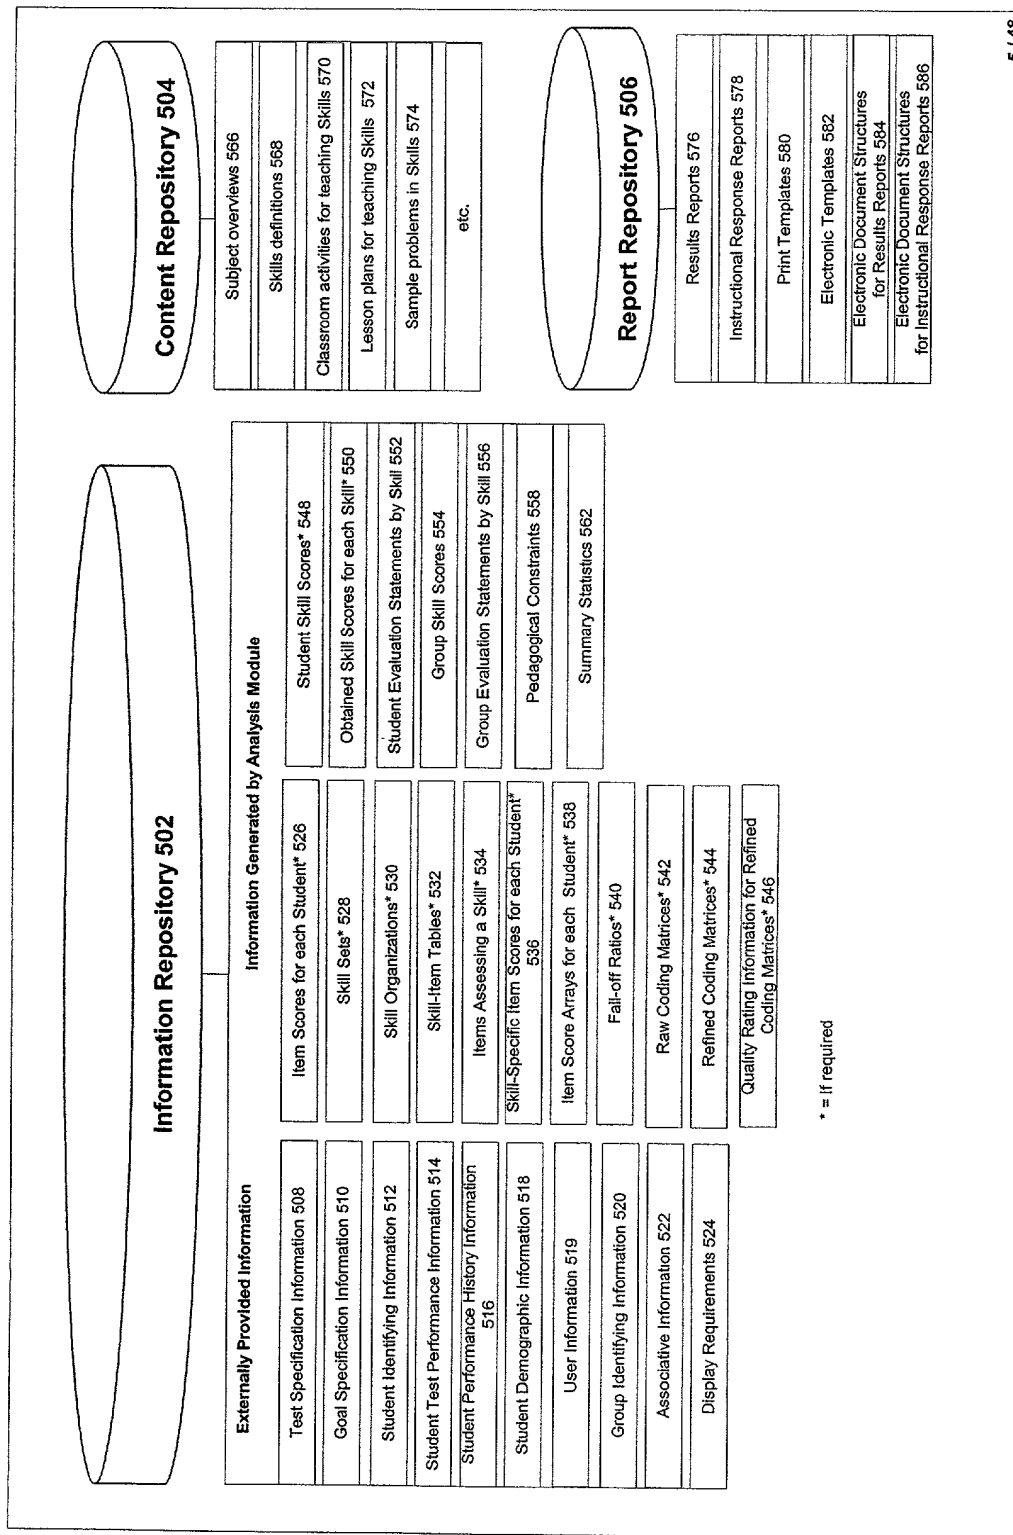 Information Repository 502
Externally Provided Information
Test Specification Information 508
Goal Specification Information 510
Student Identifying Information 512
Student Test Performance Information 514
Student Performance History Information
516
Student Demographic Information 518
User Information 519
Group Identifying Information 520
Associative Information 522
Display Requirements 524
Information Generated by Analysis Module
Item Scores for each Student* 526
Skill Sets* 528
Skill Organizations* 530
Skill-Item Tables* 532
Items Assessing a Skill* 534
Skill-Specific Item Scores for each Student*
536
Item Score Arrays for each Student* 538
Fall-off Ratios* 540
Raw Coding Matrices* 542
Refined Coding Matrices* 544
Quality Rating Information for Refined
Coding Matrices* 546
Student Skill Scores* 548
Obtained Skill Scores for each Skill* 550
Student Evaluation Statements by Skill 552
Group Skill Scores 554
Group Evaluation Statements by Skill 556
Pedagogical Constraints 558
Summary Statistics 562
* = If required
Content Repository 504
Subject overviews 566
Skills definitions 568
Classroom activities for teaching Skills 570
Lesson plans for teaching Skills 572
Sample problems in Skills 574
etc.
Report Repository 506
Results Reports 576
Instructional Response Reports 578
Print Templates 580
Electronic Templates 582
Electronic Document Structures
for Results Reports 584
Electronic Document Structures
for Instructional Response Reports 586
5 / 48